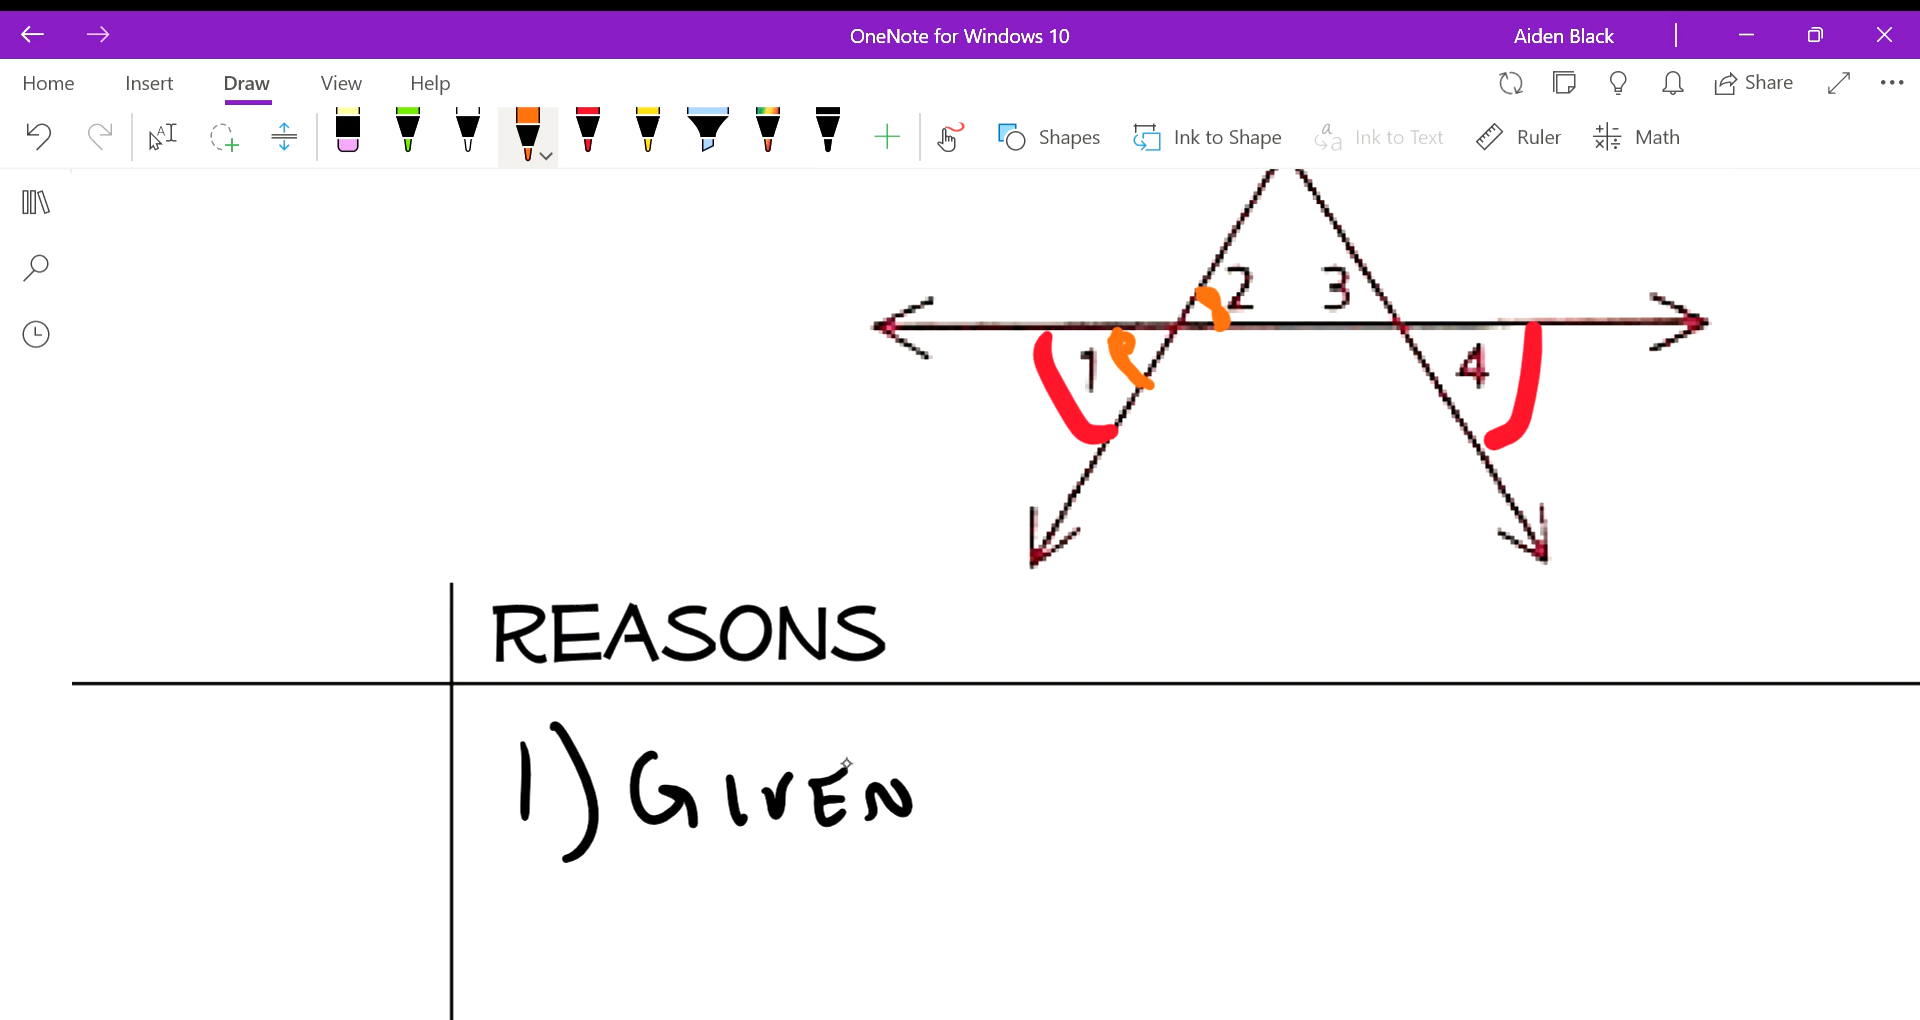 OneNote for Windows 10
Aiden Black
Home Insert Draw View Help
Share
Shapes Ink to Shape Ink to Text Ruler Math
2 3
1 4
REASONS
1) GIVEN